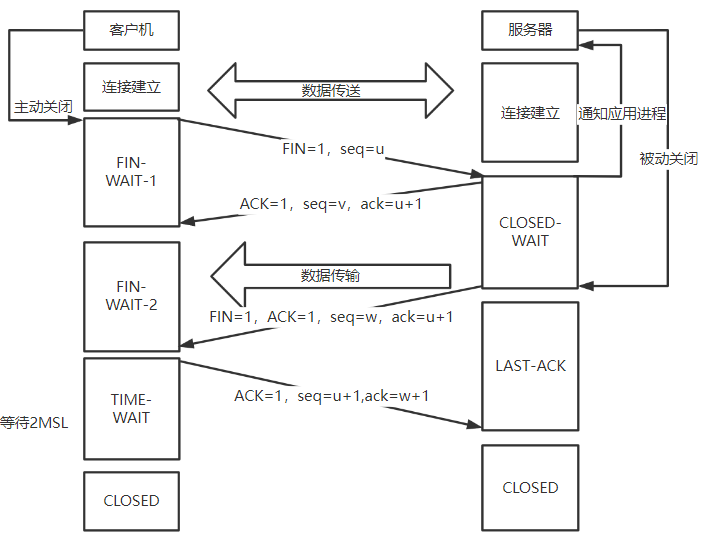 客户机
服务器
连接建立
数据传送
主动关闭
连接建立
通知应用进程
FIN=1，seq=u
FIN-
WAIT-1
被动关闭
ACK=1，seq=v，ack=u+1
CLOSED-
WAIT
数据传输
FIN-
WAIT-2
FIN=1，ACK=1，seq=w，ack=u+1
LAST-ACK
ACK=1，seq=u+1,ack=w+1
TIME-
WAIT
等待2MSL
CLOSED
CLOSED